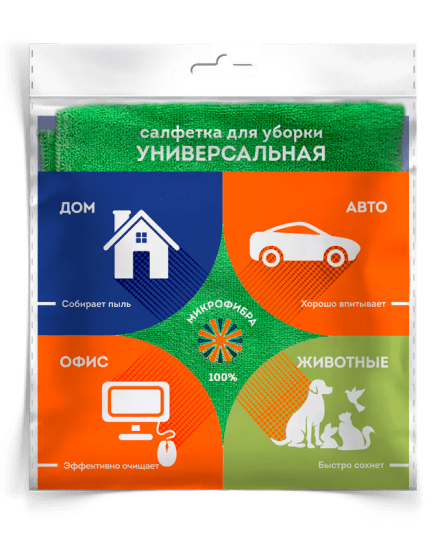 салфетка для уборки
УНИВЕРСАЛЬНАЯ
ДОМ
АВТО
Собирает пыль
Хорошо впитывает
МИКРОФИБРА
100%
ОФИС
ЖИВОТНЫЕ
Эффективно очищает
Быстро сохнет